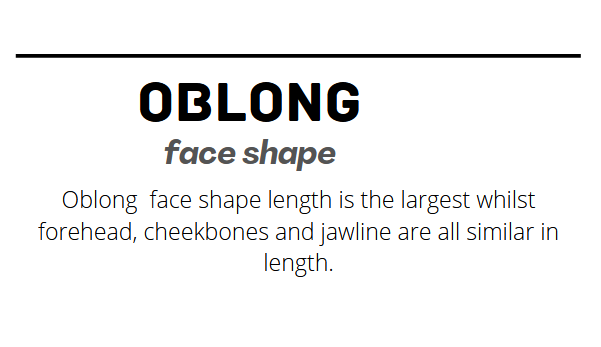 OBLONG
face shape
Oblong  face shape length is the largest whilst
forehead, cheekbones and jawline are all similar in
length.